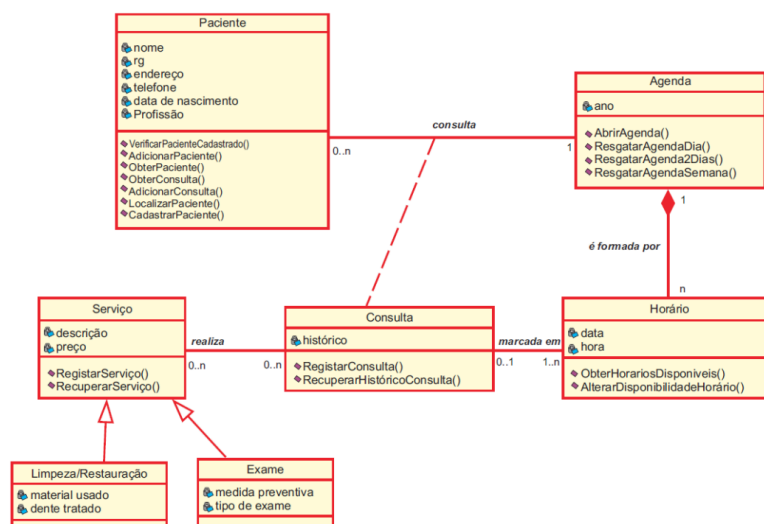 Paciente
nome
rg
endereço
telefone
data de nascimento
Profissão
VerificarPacienteCadastrado()
AdicionarPaciente()
ObterPaciente()
ObterConsulta()
AdicionarConsulta()
LocalizarPaciente()
CadastrarPaciente()
consulta
0..n
1
Agenda
ano
AbrirAgenda()
ResgatarAgendaDia()
ResgatarAgenda2Dias()
ResgatarAgendaSemana()
1
é formada por
n
Serviço
descrição
preço
RegistarServiço()
RecuperarServiço()
realiza
0..n
0..n
Consulta
histórico
RegistarConsulta()
RecuperarHistóricoConsulta()
marcada em
0..1
1..n
Horário
data
hora
ObterHorariosDisponiveis()
AlterarDisponibilidadeHorário()
Limpeza/Restauração
material usado
dente tratado
Exame
medida preventiva
tipo de exame